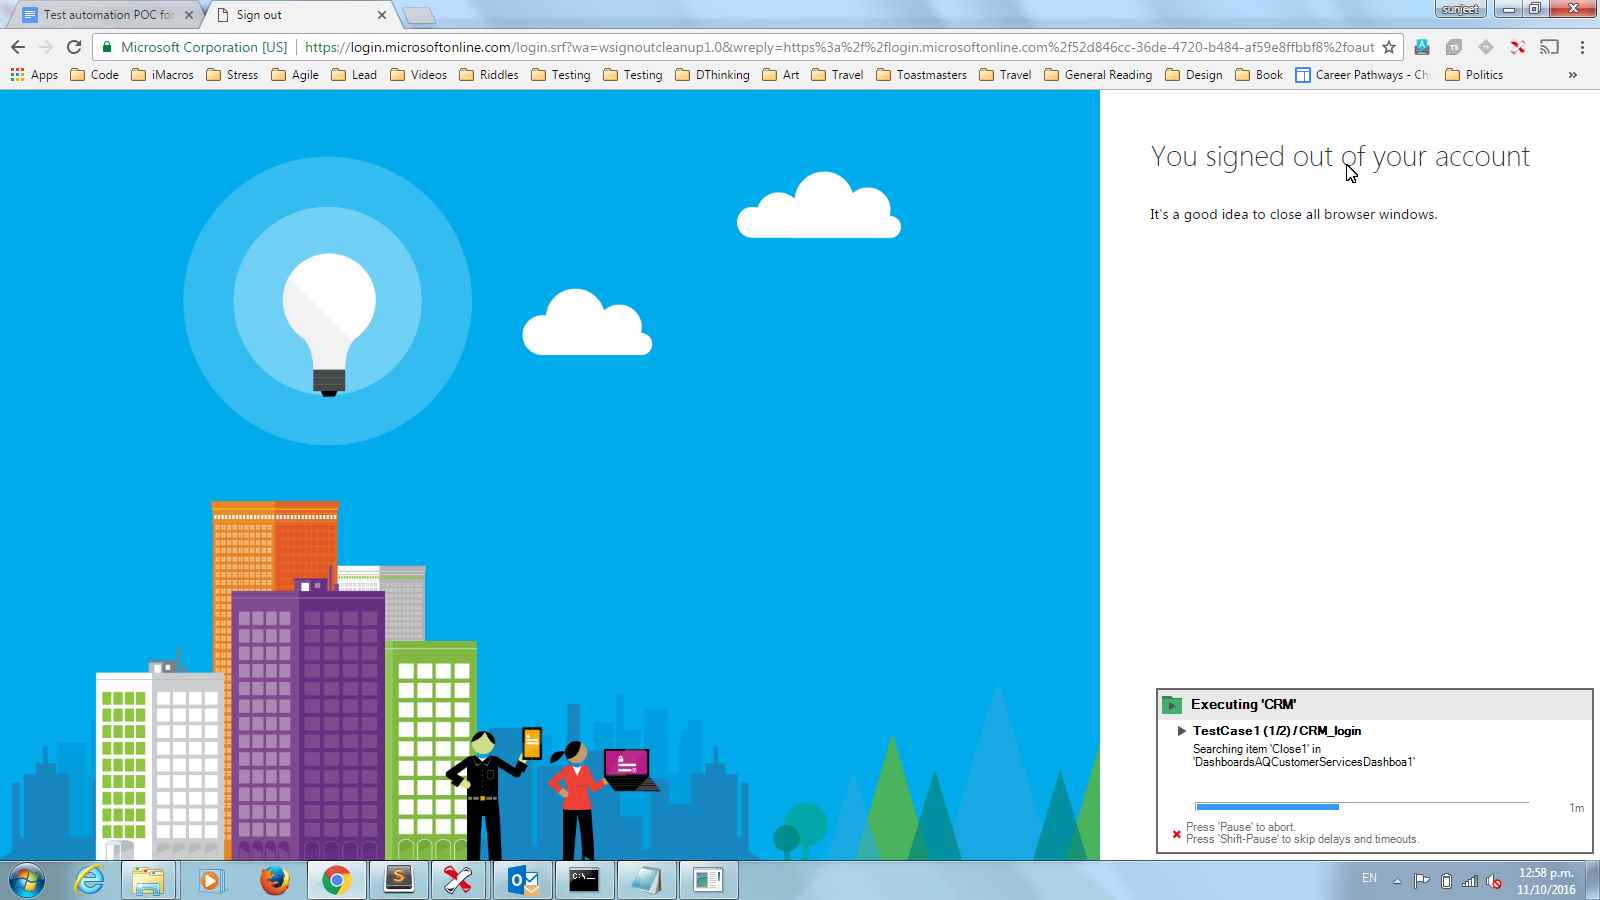 Test automation POC for
Sign out
sunjeet
Microsoft Corporation [US]
https://login.microsoftonline.com/login.srf?wa=wsignoutcleanup1.0&wreply=https%3a%2f%2flogin.microsoftonline.com%2f52d846cc-36de-4720-b484-af59e8ffbbf8%2foaut
Apps
Code
iMacros
Stress
Agile
Lead
Videos
Riddles
Testing
Testing
DThinking
Art
Travel
Toastmasters
Travel
General Reading
Design
Book
Career Pathways - Ch
Politics
»
You signed out of your account
It's a good idea to close all browser windows.
Executing 'CRM'
TestCase1 (1/2) / CRM_login
Searching item 'Close1' in
'DashboardsAQCustomerServicesDashboa1'
1m
Press 'Pause' to abort.
Press 'Shift-Pause' to skip delays and timeouts.
EN
12:58 p.m.
11/10/2016